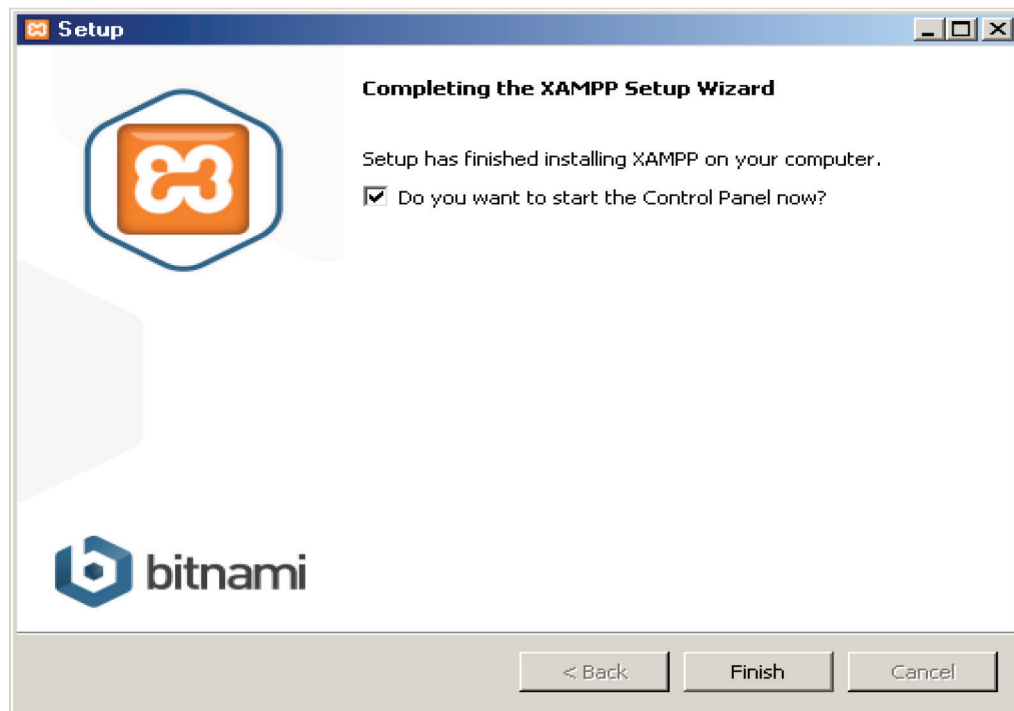 Setup
Completing the XAMPP Setup Wizard
Setup has finished installing XAMPP on your computer.
Do you want to start the Control Panel now?
bitnami
< Back
Finish
Cancel